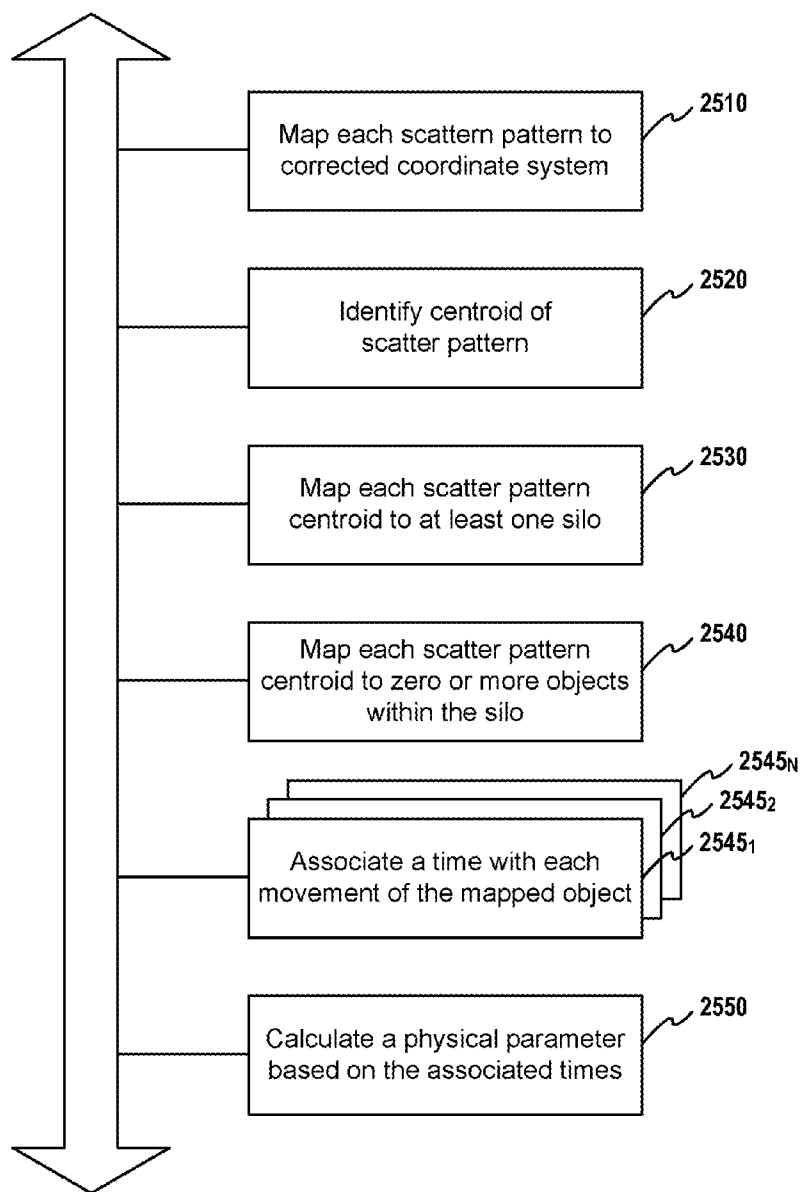 2510
Map each scattern pattern to
corrected coordinate system
2520
Identify centroid of
scatter pattern
2530
Map each scatter pattern
centroid to at least one silo
2540
Map each scatter pattern
centroid to zero or more objects
within the silo
2545N
25452
25451
Associate a time with each
movement of the mapped object
2550
Calculate a physical parameter
based on the associated times